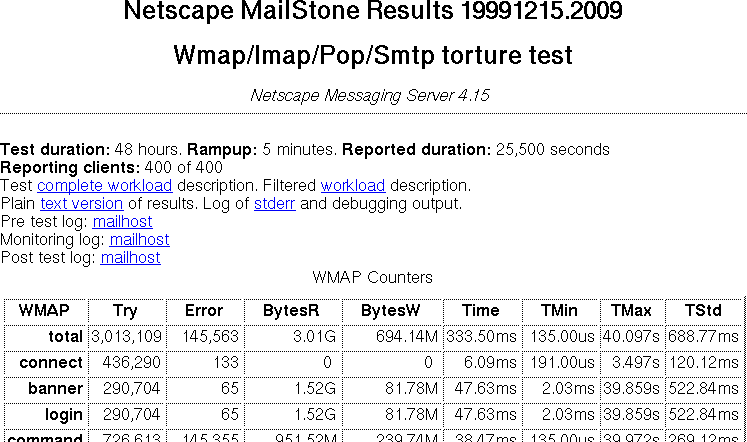 Netscape MailStone Results 19991215.2009
Wmap/Imap/Pop/Smtp torture test
Netscape Messaging Server 4.15
Test duration: 48 hours. Rampup: 5 minutes. Reported duration: 25,500 seconds
Reporting clients: 400 of 400
Test complete workload description. Filtered workload description.
Plain text version of results. Log of stderr and debugging output.
Pre test log: mailhost
Monitoring log: mailhost
Post test log: mailhost
WMAP Counters
WMAP Try Error BytesR BytesW Time TMin TMax TStd
total 3,013,109 145,563 3.01G 694.14M 333.50ms 135.00us 40.097s 688.77ms
connect 436,290 133 0 0 6.09ms 191.00us 3.497s 120.12ms
banner 290,704 65 1.52G 81.78M 47.63ms 2.03ms 39.859s 522.84ms
login 290,704 65 1.52G 81.78M 47.63ms 2.03ms 39.859s 522.84ms
command 726,613 145,355 951.52M 239.74M 38.47ms 135.00us 39.972s 269.12ms